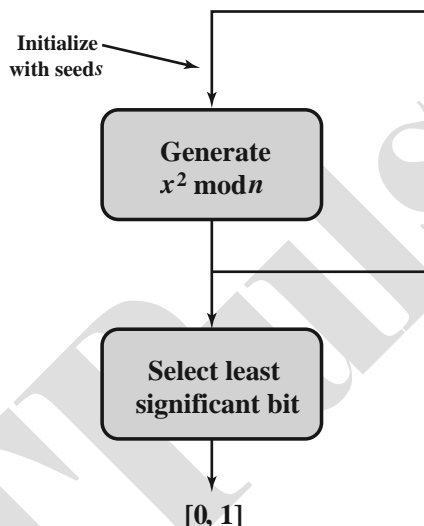 Initialize
with seeds
Generate
x² modn
Select least
significant bit
[0, 1]